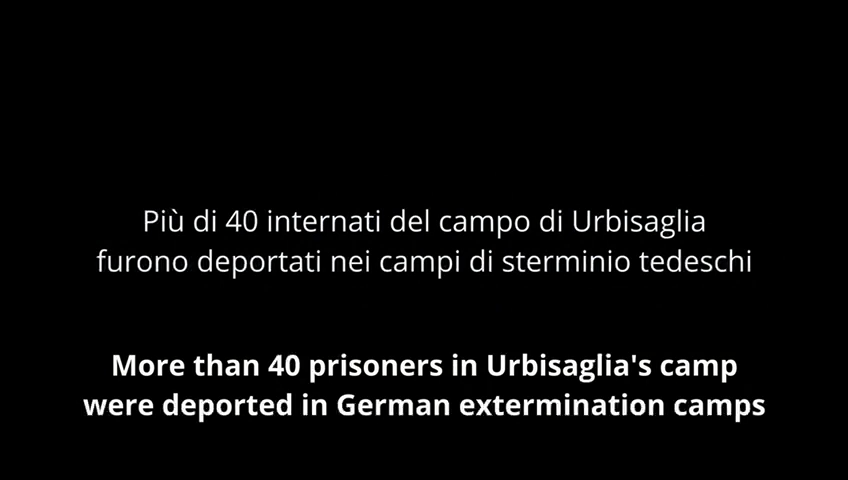 Più di 40 internati del campo di Urbisaglia
furono deportati nei campi di sterminio tedeschi
More than 40 prisoners in Urbisaglia's camp
were deported in German extermination camps